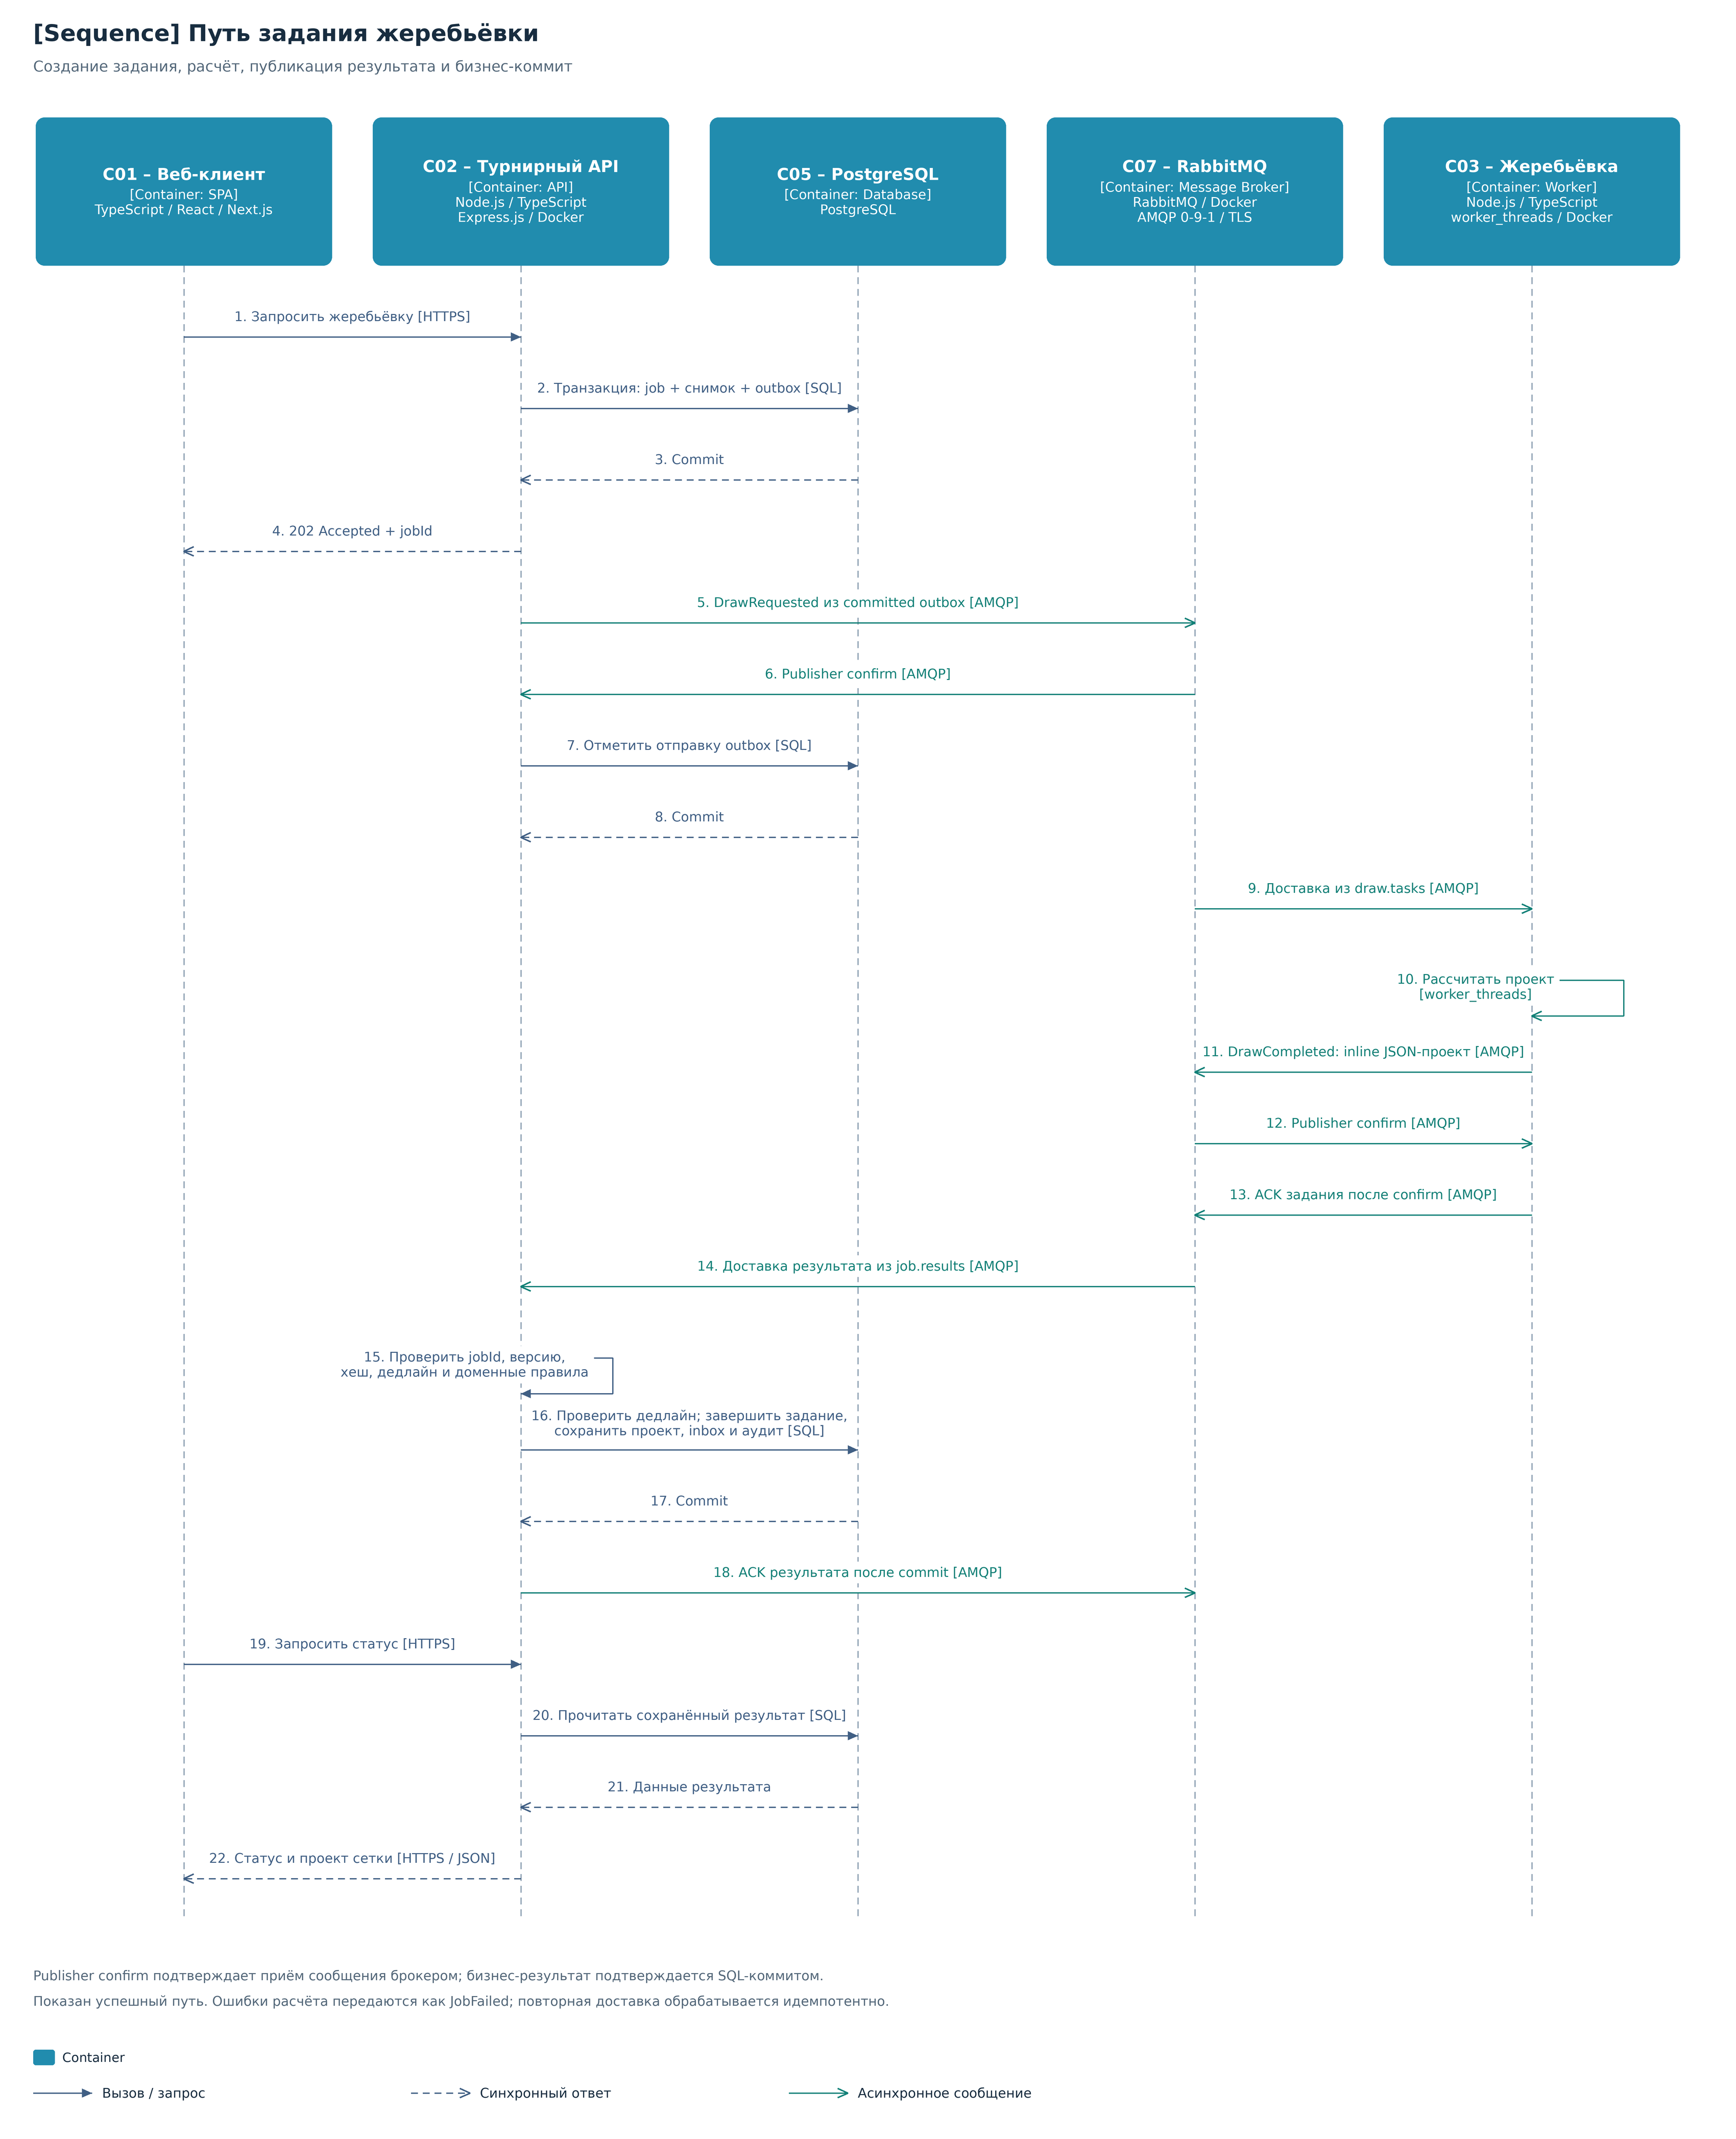 [Sequence] Путь задания жеребьёвки
Создание задания, расчёт, публикация результата и бизнес-коммит
C01 – Веб-клиент
[Container: SPA]
TypeScript / React / Next.js
C02 – Турнирный API
[Container: API]
Node.js / TypeScript
Express.js / Docker
C05 – PostgreSQL
[Container: Database]
PostgreSQL
C07 – RabbitMQ
[Container: Message Broker]
RabbitMQ / Docker
AMQP 0-9-1 / TLS
C03 – Жеребьёвка
[Container: Worker]
Node.js / TypeScript
worker_threads / Docker
1. Запросить жеребьёвку [HTTPS]
2. Транзакция: job + снимок + outbox [SQL]
3. Commit
4. 202 Accepted + jobId
5. DrawRequested из committed outbox [AMQP]
6. Publisher confirm [AMQP]
7. Отметить отправку outbox [SQL]
8. Commit
9. Доставка из draw.tasks [AMQP]
10. Рассчитать проект
[worker_threads]
11. DrawCompleted: inline JSON-проект [AMQP]
12. Publisher confirm [AMQP]
13. ACK задания после confirm [AMQP]
14. Доставка результата из job.results [AMQP]
15. Проверить jobId, версию,
хеш, дедлайн и доменные правила
16. Проверить дедлайн; завершить задание,
сохранить проект, inbox и аудит [SQL]
17. Commit
18. ACK результата после commit [AMQP]
19. Запросить статус [HTTPS]
20. Прочитать сохранённый результат [SQL]
21. Данные результата
22. Статус и проект сетки [HTTPS / JSON]
Publisher confirm подтверждает приём сообщения брокером; бизнес-результат подтверждается SQL-коммитом.
Показан успешный путь. Ошибки расчёта передаются как JobFailed; повторная доставка обрабатывается идемпотентно.
Container
Вызов / запрос
Синхронный ответ
Асинхронное сообщение